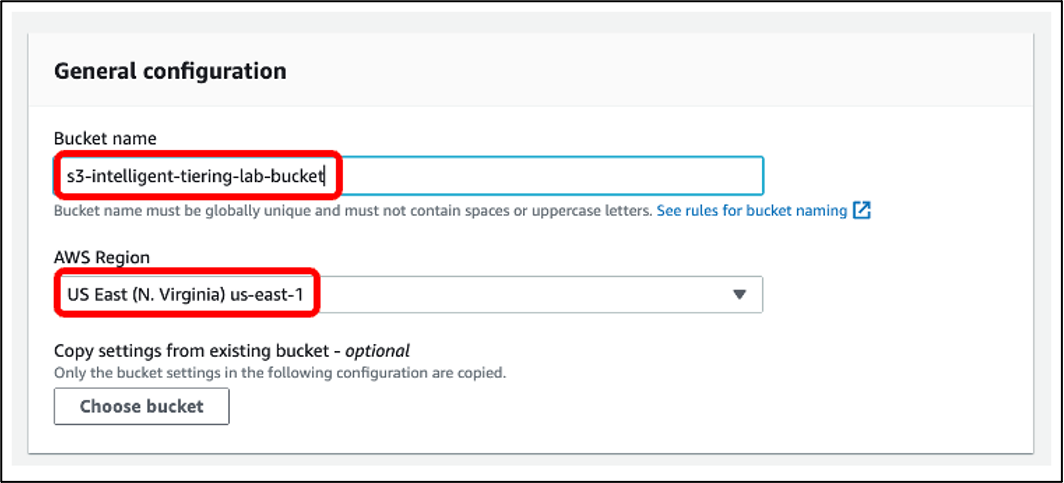 General configuration
Bucket name
s3-intelligent-tiering-lab-bucket
Bucket name must be globally unique and must not contain spaces or uppercase letters. See rules for bucket naming
AWS Region
US East (N. Virginia) us-east-1
Copy settings from existing bucket - optional
Only the bucket settings in the following configuration are copied.
Choose bucket